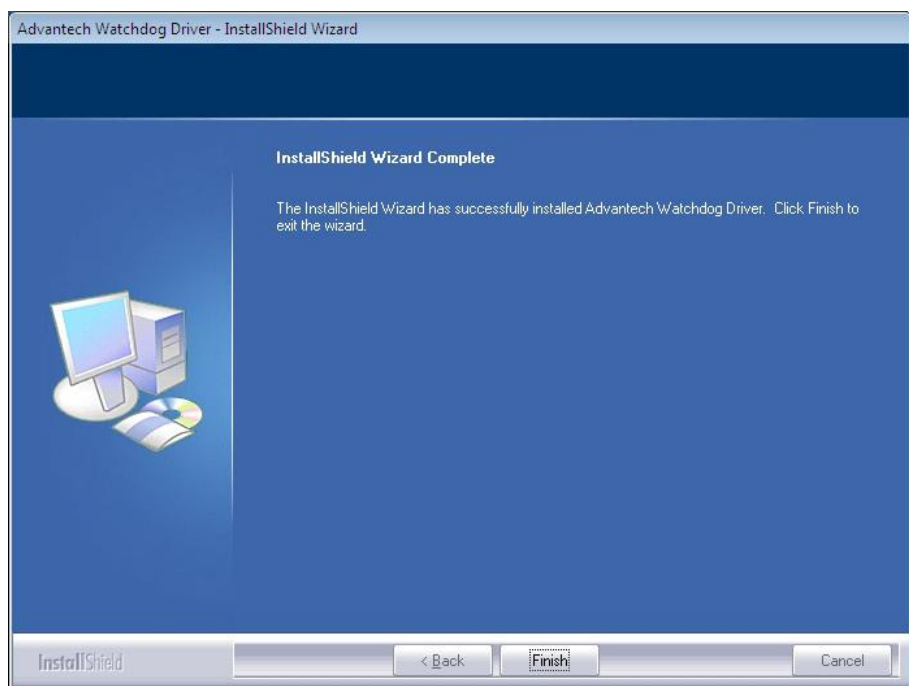 Advantech Watchdog Driver - InstallShield Wizard
InstallShield Wizard Complete
The InstallShield Wizard has successfully installed Advantech Watchdog Driver. Click Finish to
exit the wizard.
InstallShield
< Back
Finish
Cancel